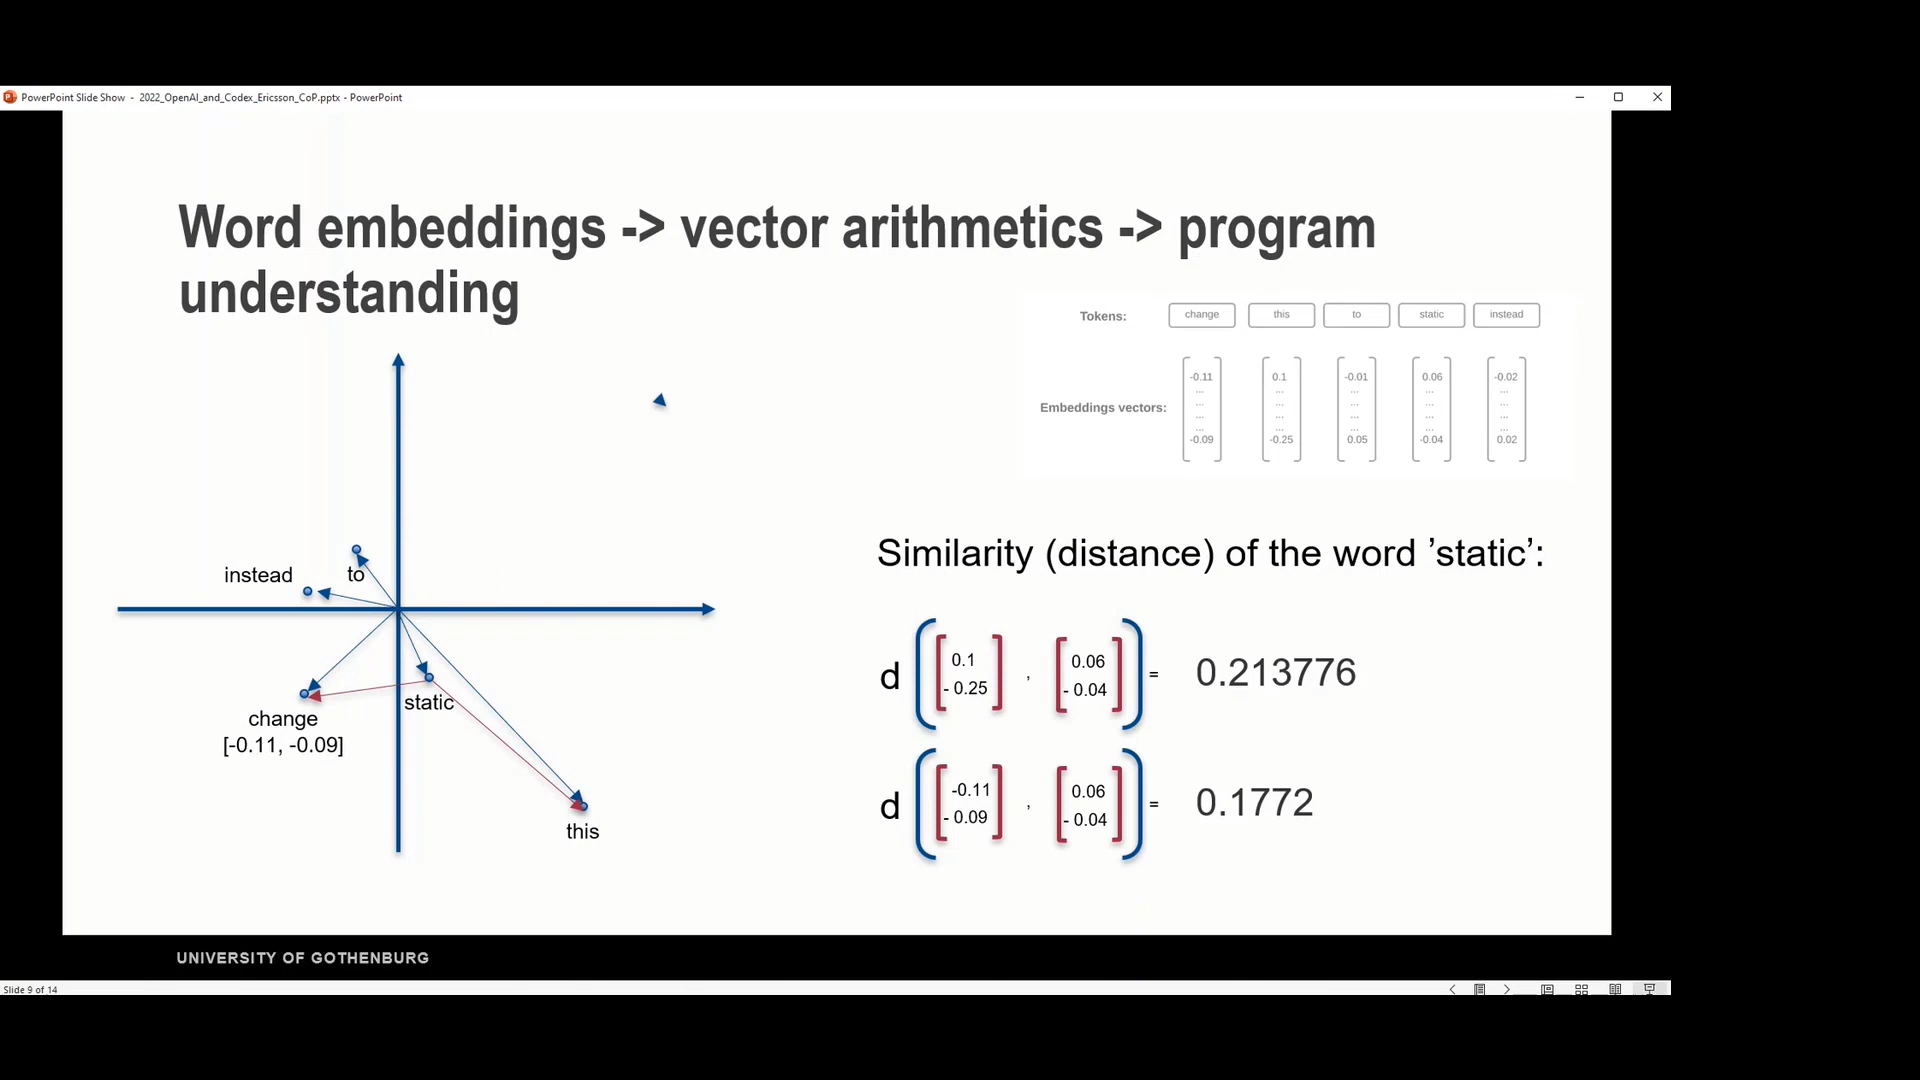 PowerPoint Slide Show - 2022_OpenAI_and_Codex_Ericsson_CoP.pptx - PowerPoint
Word embeddings -> vector arithmetics -> program
understanding
Tokens: change this to static instead
Embeddings vectors:
-0.11 0.1 -0.01 0.06 -0.02
... ... ... ... ...
... ... ... ... ...
... ... ... ... ...
... ... ... ... ...
-0.09 -0.25 0.05 -0.04 0.02
instead
to
static
change
[-0.11, -0.09]
this
Similarity (distance) of the word ’static’:
d 0.1 - 0.25 , 0.06 - 0.04 = 0.213776
d -0.11 - 0.09 , 0.06 - 0.04 = 0.1772
UNIVERSITY OF GOTHENBURG
Slide 9 of 14